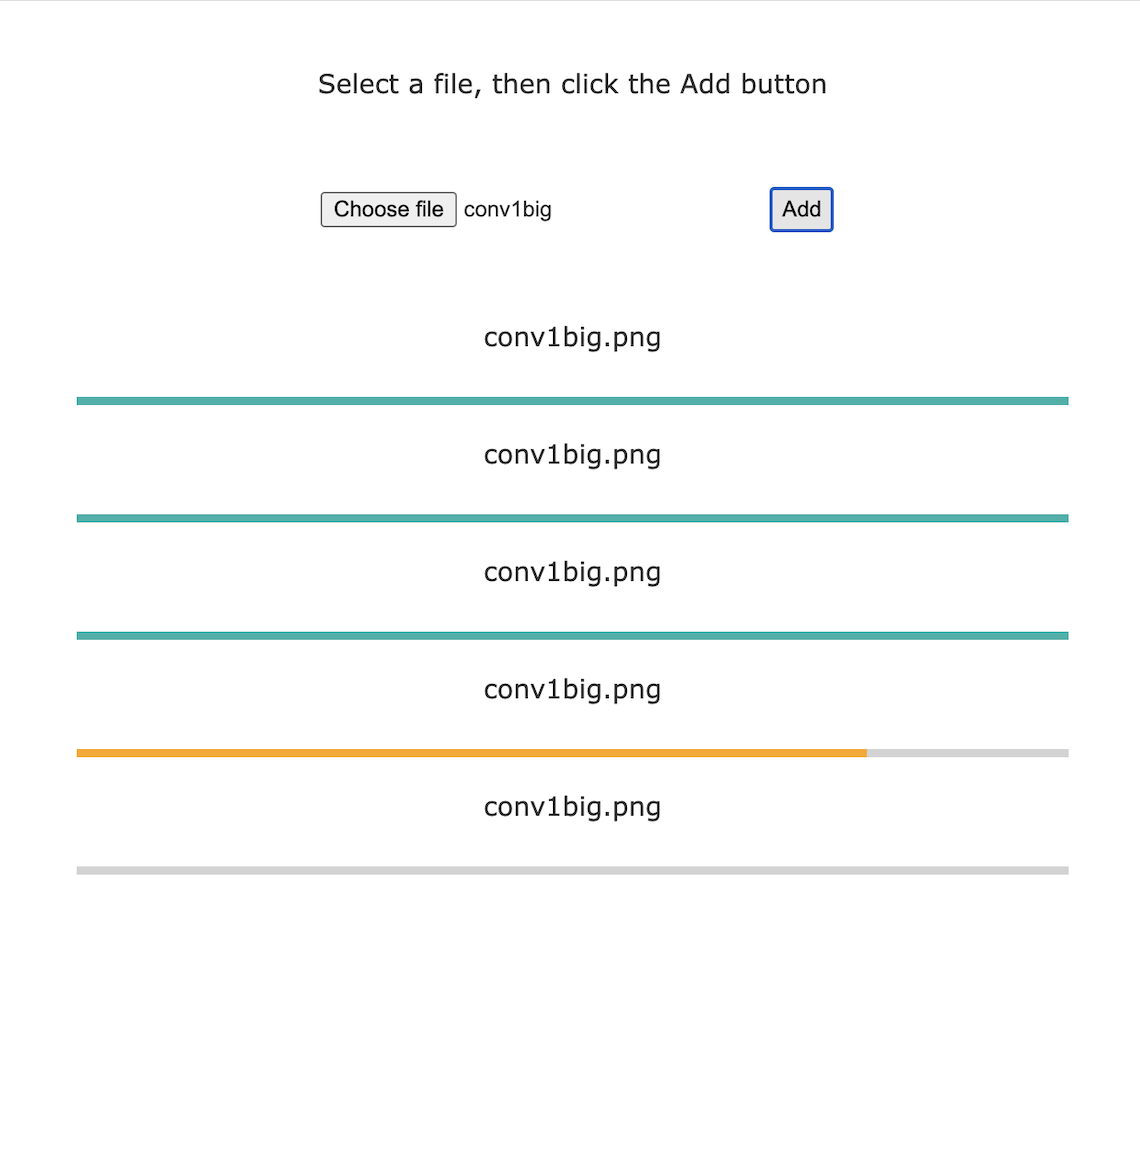 Select a file, then click the Add button
Choose file conv1big Add
conv1big.png
conv1big.png
conv1big.png
conv1big.png
conv1big.png